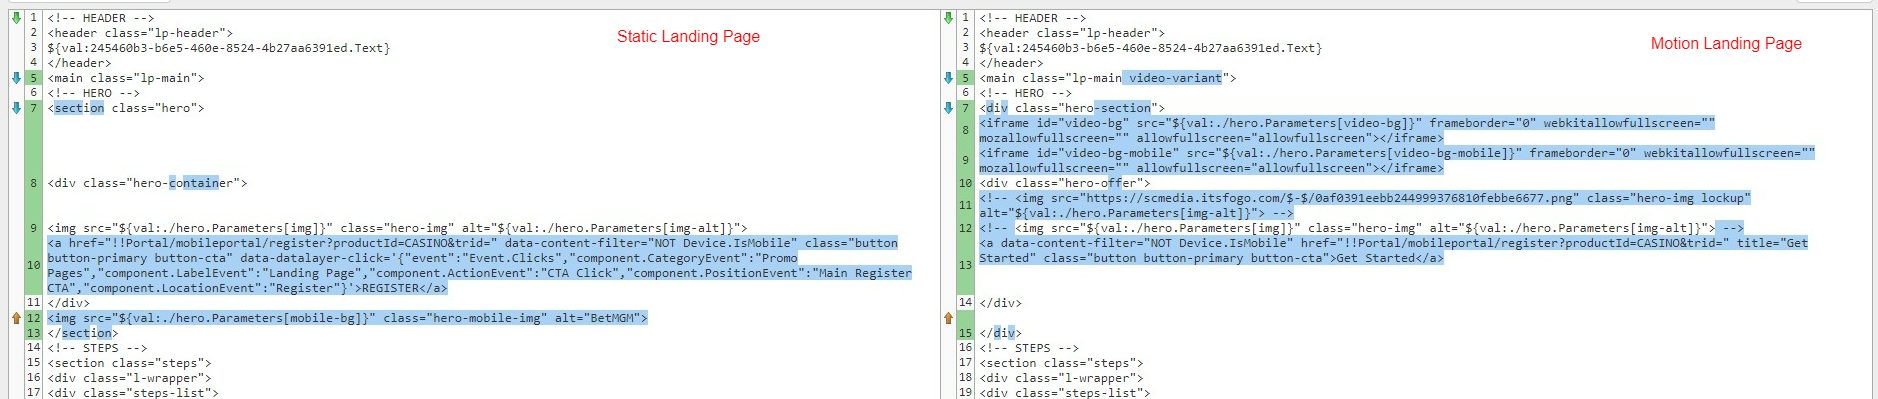 Static Landing Page
1 <!-- HEADER -->
2 <header class="lp-header">
3 ${val:245460b3-b6e5-460e-8524-4b27aa6391ed.Text}
4 </header>
5 <main class="lp-main">
6 <!-- HERO -->
7 <section class="hero">
8 <div class="hero-container">
9 <img src="${val:./hero.Parameters[img]}" class="hero-img" alt="${val:./hero.Parameters[img-alt]}">
10 <a href="!!Portal/mobileportal/register?productId=CASINO&trid=" data-content-filter="NOT Device.IsMobile" class="button
button-primary button-cta" data-datalayer-click='{"event":"Event.Clicks","component.CategoryEvent":"Promo
Pages","component.LabelEvent":"Landing Page","component.ActionEvent":"CTA Click","component.PositionEvent":"Main Register
CTA","component.LocationEvent":"Register"}'>REGISTER</a>
11 </div>
12 <img src="${val:./hero.Parameters[mobile-bg]}" class="hero-mobile-img" alt="BetMGM">
13 </section>
14 <!-- STEPS -->
15 <section class="steps">
16 <div class="l-wrapper">
17 <div class="steps-list">
Motion Landing Page
1 <!-- HEADER -->
2 <header class="lp-header">
3 ${val:245460b3-b6e5-460e-8524-4b27aa6391ed.Text}
4 </header>
5 <main class="lp-main video-variant">
6 <!-- HERO -->
7 <div class="hero-section">
8 <iframe id="video-bg" src="${val:./hero.Parameters[video-bg]}" frameborder="0" webkitallowfullscreen=""
mozallowfullscreen="" allowfullscreen="allowfullscreen"></iframe>
9 <iframe id="video-bg-mobile" src="${val:./hero.Parameters[video-bg-mobile]}" frameborder="0" webkitallowfullscreen=""
mozallowfullscreen="" allowfullscreen="allowfullscreen"></iframe>
10 <div class="hero-offer">
11 <!-- <img src="https://scmedia.itsfogo.com/$-$/0af0391eebb244999376810febbe6677.png" class="hero-img lockup"
alt="${val:./hero.Parameters[img-alt]}"> -->
12 <!-- <img src="${val:./hero.Parameters[img]}" class="hero-img" alt="${val:./hero.Parameters[img-alt]}"> -->
13 <a data-content-filter="NOT Device.IsMobile" href="!!Portal/mobileportal/register?productId=CASINO&trid=" title="Get
Started" class="button button-primary button-cta">Get Started</a>
14 </div>
15 </div>
16 <!-- STEPS -->
17 <section class="steps">
18 <div class="l-wrapper">
19 <div class="steps-list">